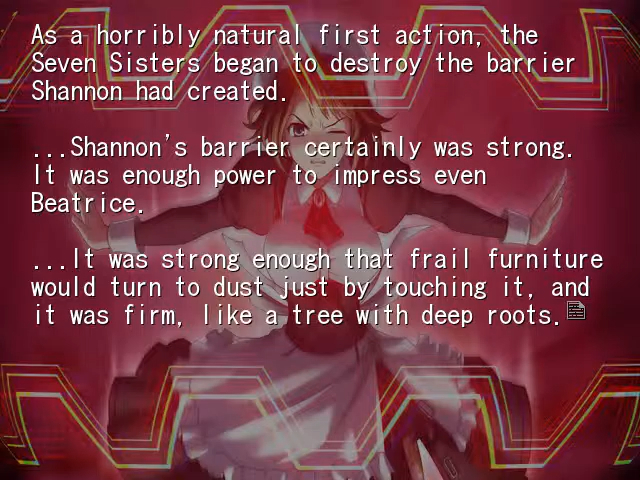 As a horribly natural first action, the
Seven Sisters began to destroy the barrier
Shannon had created.
...Shannon's barrier certainly was strong.
It was enough power to impress even
Beatrice.
...It was strong enough that frail furniture
would turn to dust just by touching it, and
it was firm, like a tree with deep roots.